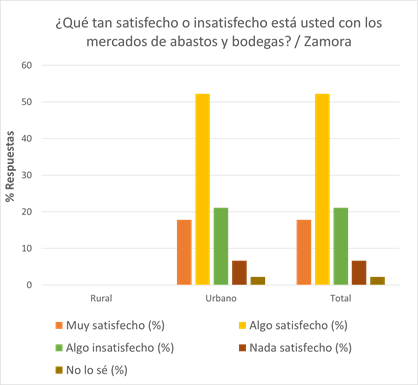 ¿Qué tan satisfecho o insatisfecho está usted con los
mercados de abastos y bodegas? / Zamora
60
50
40
30
20
10
0
% Respuestas
Rural Urbano Total
Muy satisfecho (%) Algo satisfecho (%)
Algo insatisfecho (%) Nada satisfecho (%)
No lo sé (%)